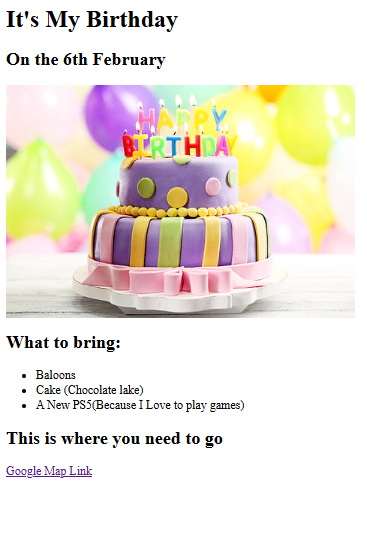 It's My Birthday
On the 6th February
HAPPY
BIRTHDAY
What to bring:
Baloons
Cake (Chocolate lake)
A New PS5(Because I Love to play games)
This is where you need to go
Google Map Link